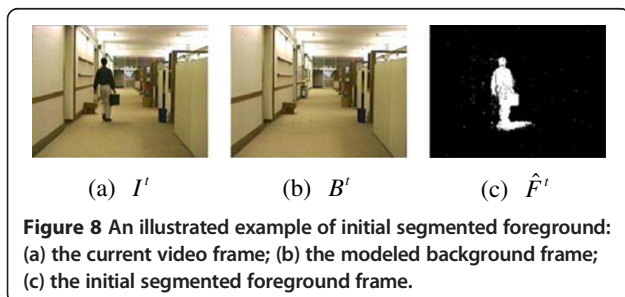 (a) I^t (b) B^t (c) F̂^t
Figure 8 An illustrated example of initial segmented foreground:
(a) the current video frame; (b) the modeled background frame;
(c) the initial segmented foreground frame.